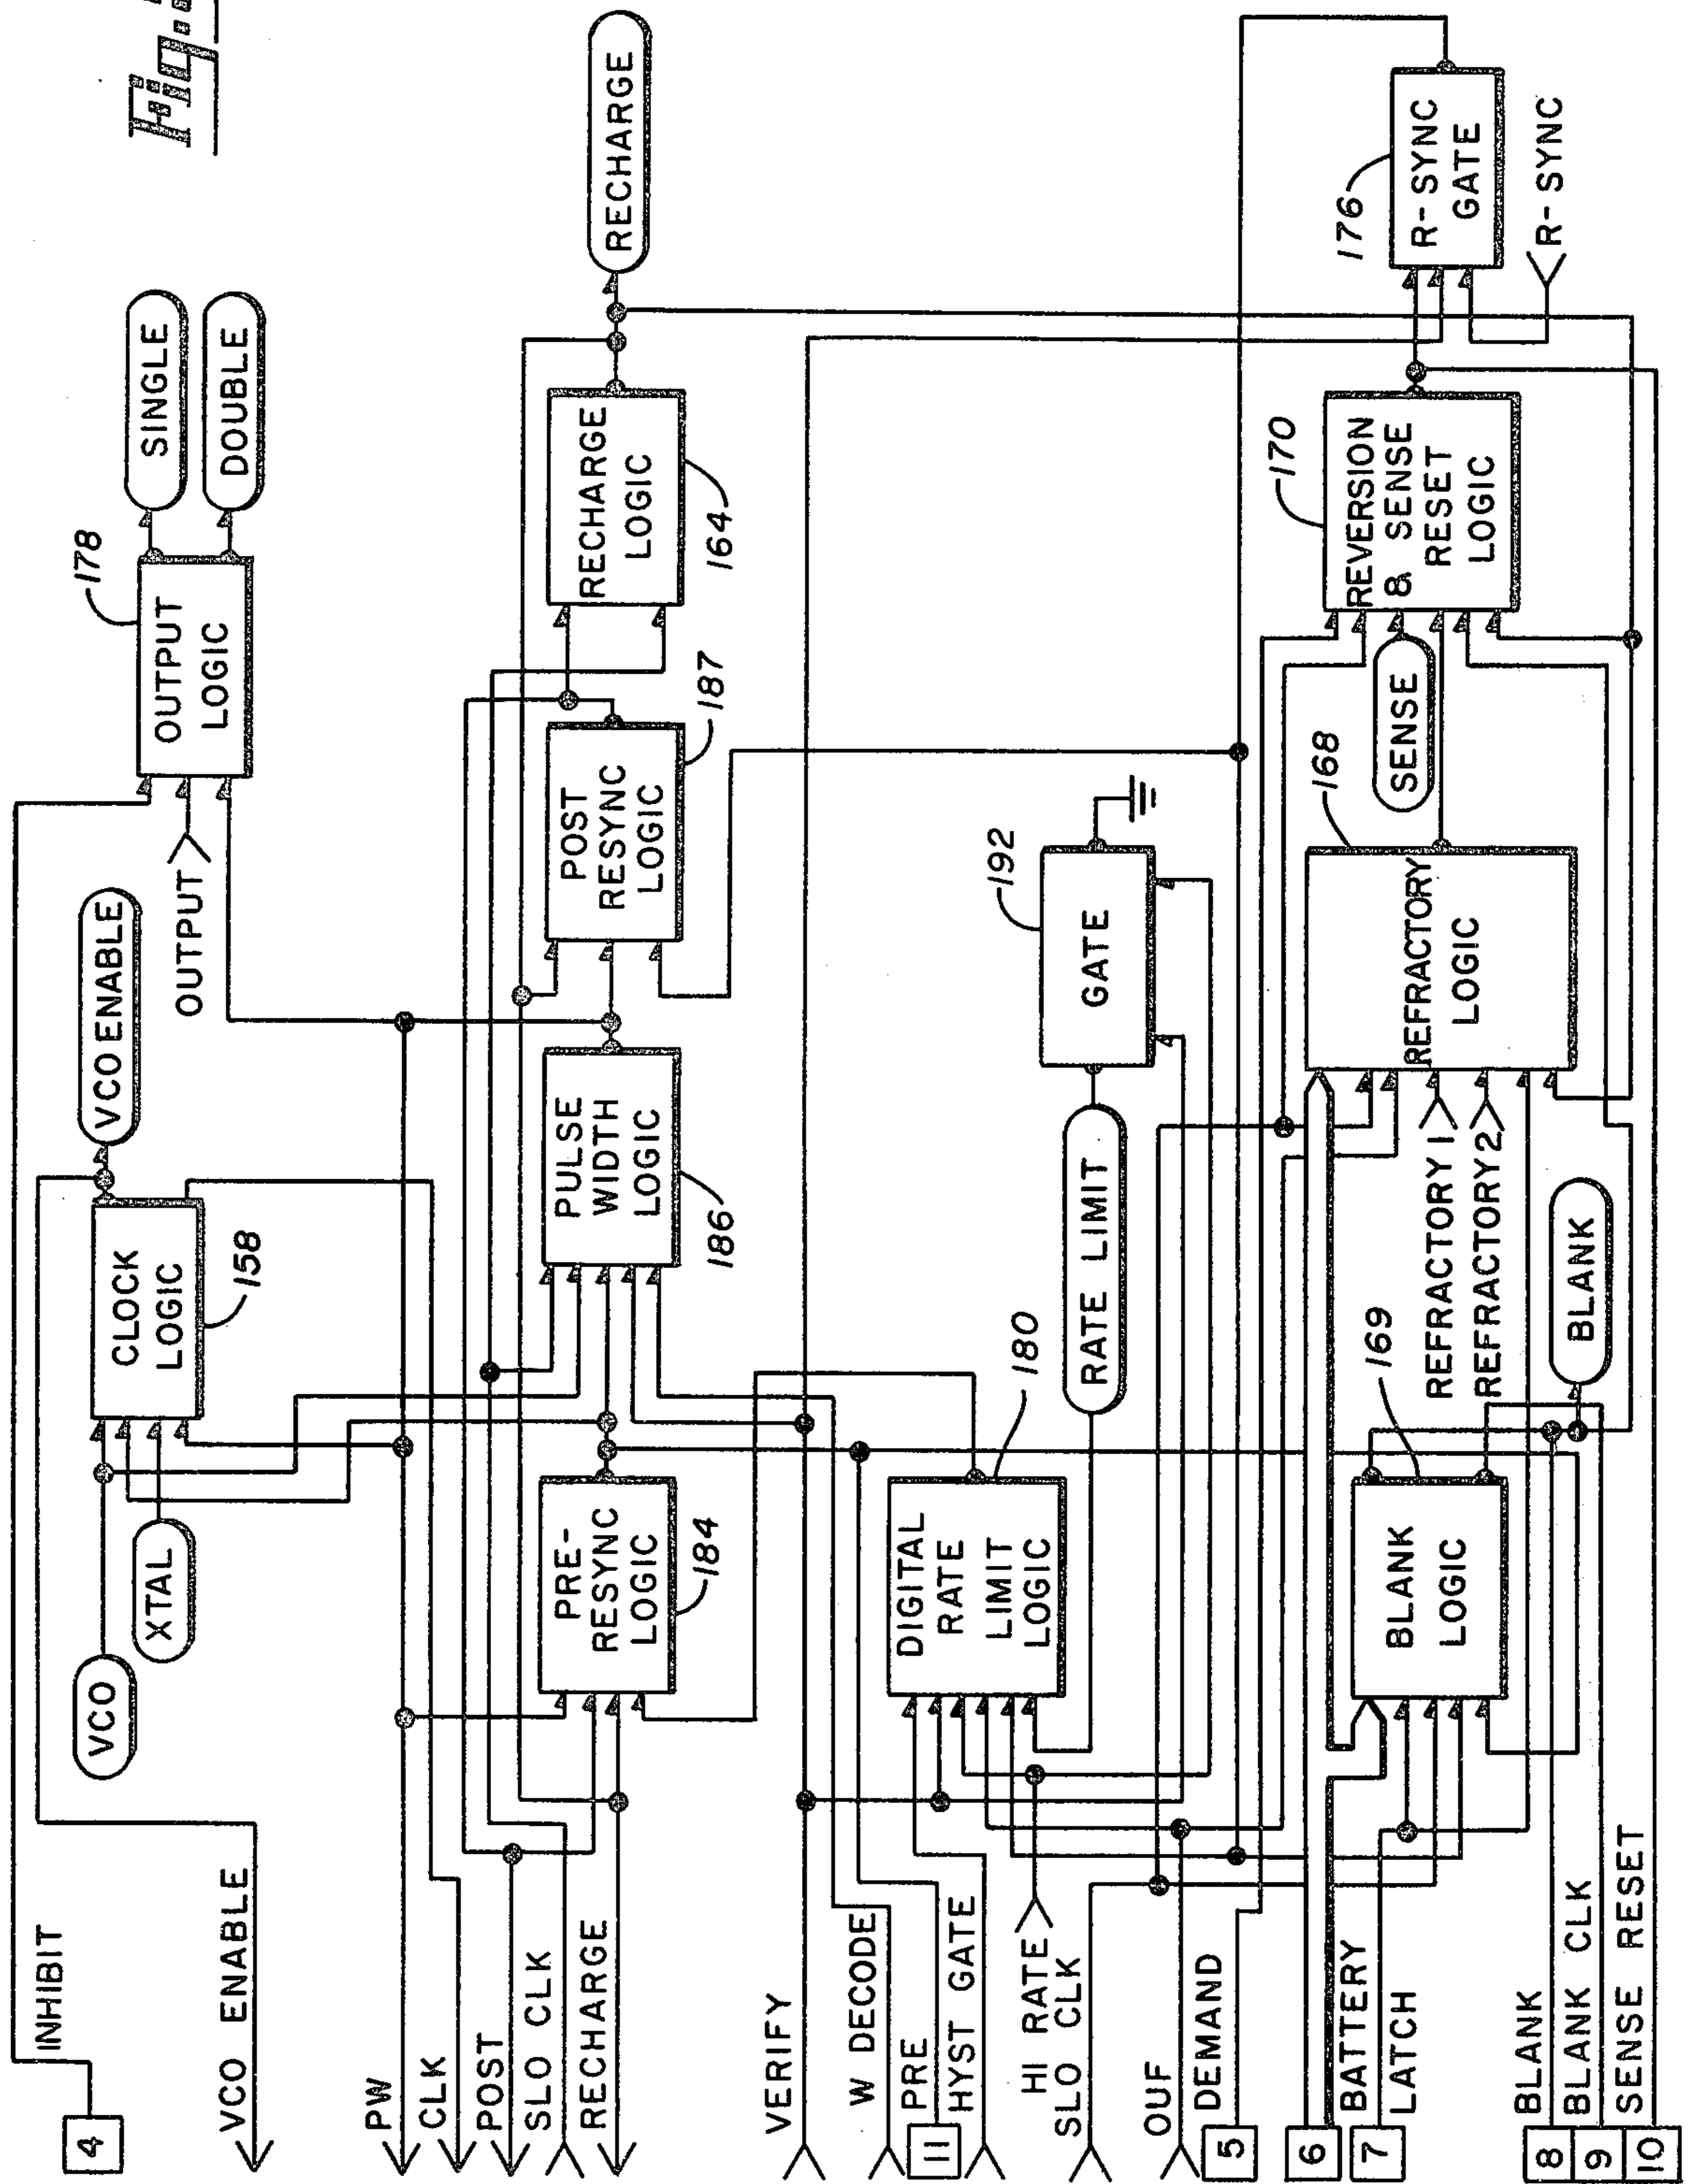 Fig.
4
INHIBIT
VCO ENABLE
VCO
XTAL
CLOCK
LOGIC
158
VCO ENABLE
OUTPUT
OUTPUT
LOGIC
178
SINGLE
DOUBLE
PW
CLK
POST
SLO CLK
RECHARGE
PRE-
RESYNC
LOGIC
184
PULSE
WIDTH
LOGIC
186
POST
RESYNC
LOGIC
187
RECHARGE
LOGIC
164
RECHARGE
VERIFY
W DECODE
PRE
11
HYST GATE
HI RATE
SLO CLK
OUF
DEMAND
5
DIGITAL
RATE
LIMIT
LOGIC
180
RATE LIMIT
GATE
192
6
BATTERY
7
LATCH
BLANK
LOGIC
169
BLANK
REFRACTORY 1
REFRACTORY 2
REFRACTORY
LOGIC
168
SENSE
REVERSION
& SENSE
RESET
LOGIC
170
R-SYNC
GATE
176
R-SYNC
8
BLANK
9
BLANK CLK
10
SENSE RESET